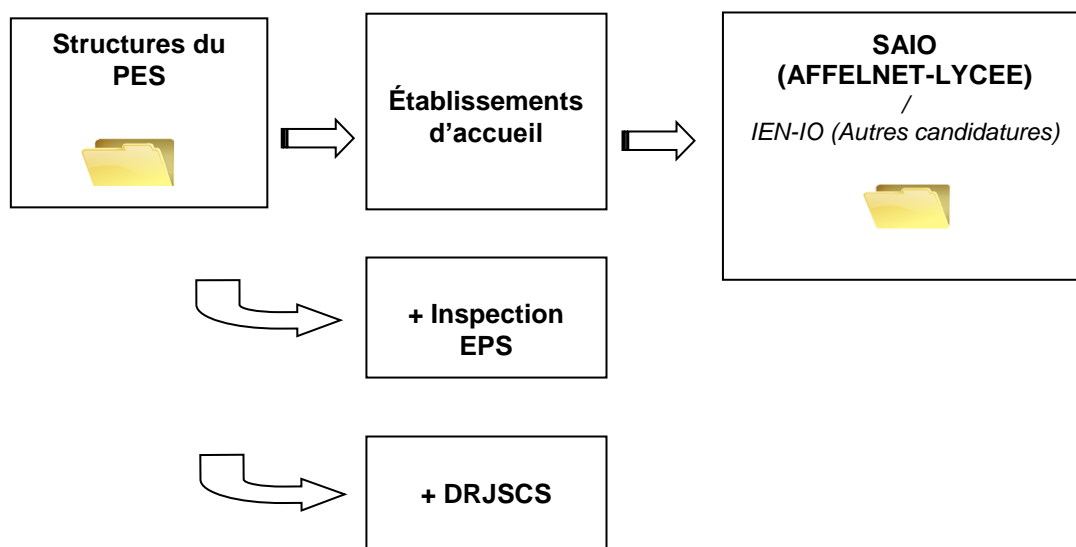 Structures du
PES
Établissements
d’accueil
SAIO
(AFFELNET-LYCEE)
/
IEN-IO (Autres candidatures)
+ Inspection
EPS
+ DRJSCS